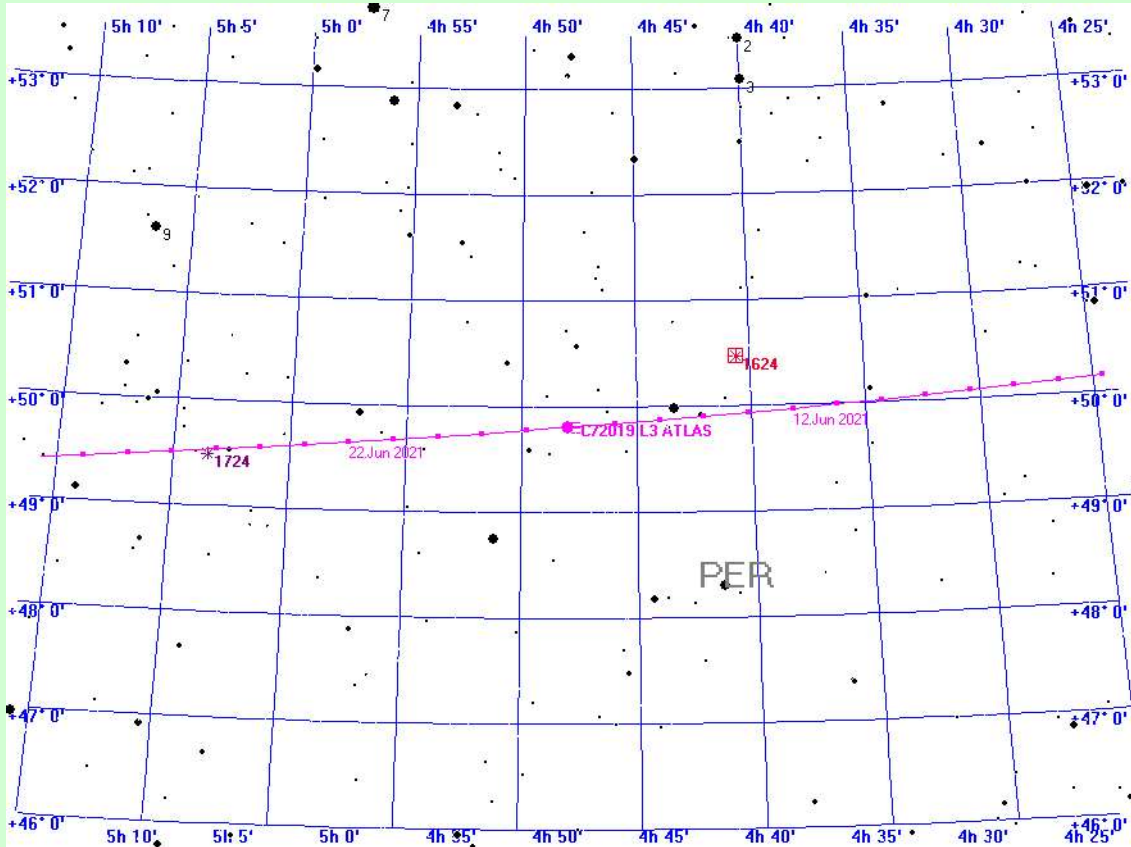 5h 10' 5h 5' 5h 0' 4h 55' 4h 50' 4h 45' 4h 40' 4h 35' 4h 30' 4h 25'
7
2
3
+53° 0' +53° 0'
+52° 0' +52° 0'
9
+51° 0' +51° 0'
1624
+50° 0' +50° 0'
12.Jun 2021
C/2019 L3 ATLAS
22.Jun 2021
1724
+49° 0' +49° 0'
PER
+48° 0' +48° 0'
+47° 0' +47° 0'
+46° 0' +46° 0'
5h 10' 5h 5' 5h 0' 4h 55' 4h 50' 4h 45' 4h 40' 4h 35' 4h 30' 4h 25'